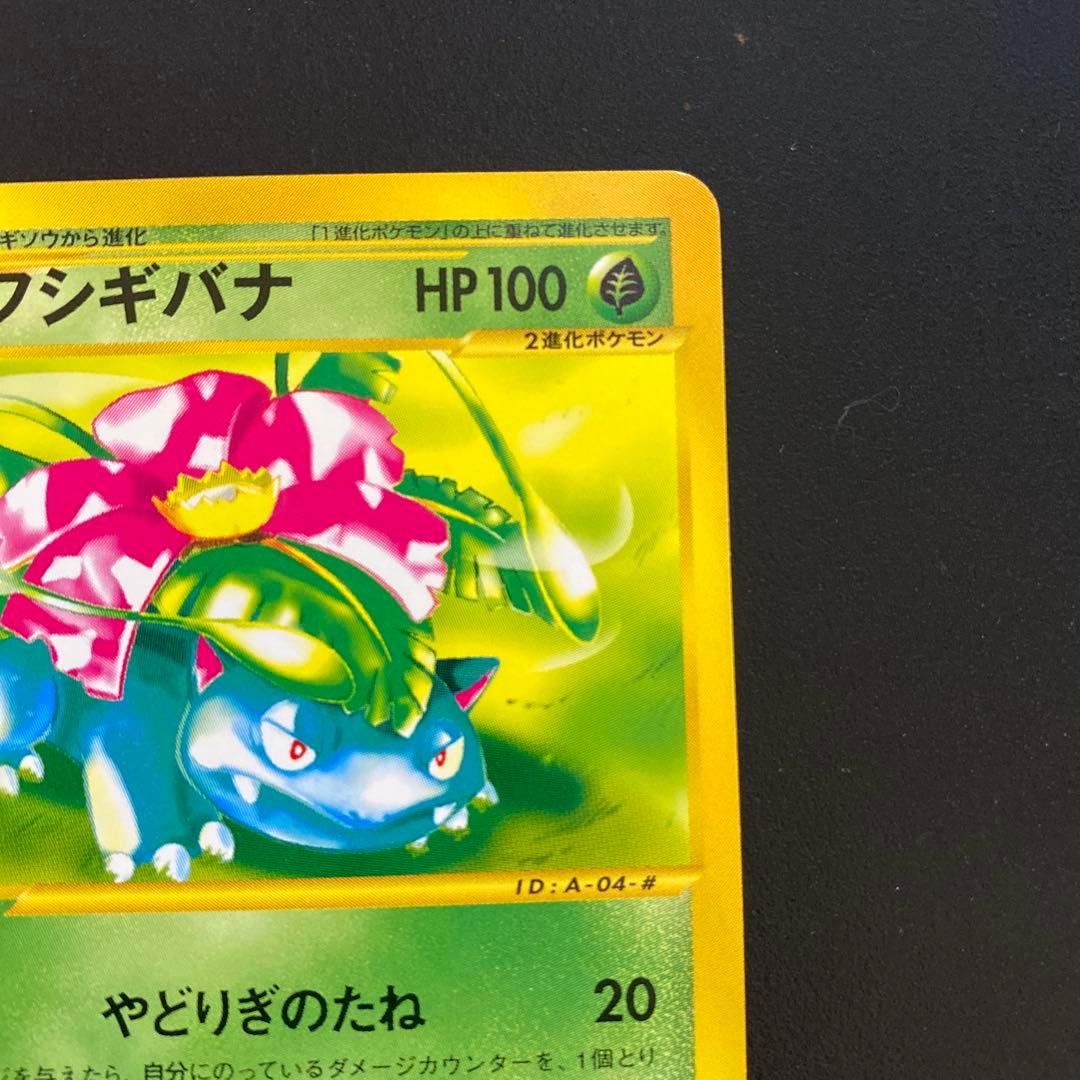 ギゾウから進化 「1進化ポケモン」の上に重ねて進化させます。
フシギバナ HP 100
2進化ポケモン
ID:A-04-#
やどりぎのたね 20
を与えたら、自分にのっているダメージカウンターを、1個とり